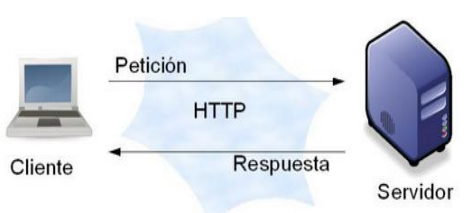 Petición
HTTP
Respuesta
Cliente
Servidor